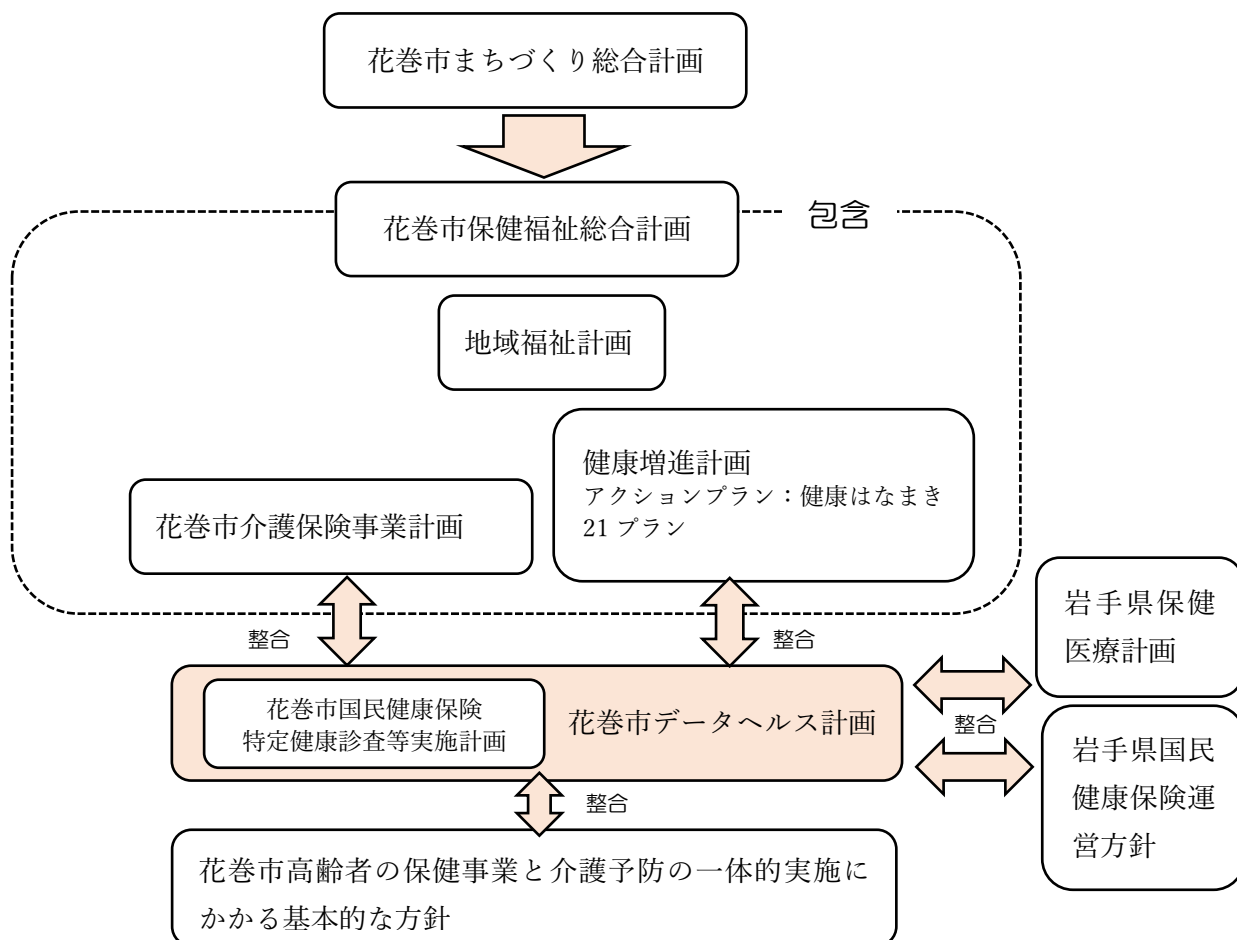 花巻市まちづくり総合計画
花巻市保健福祉総合計画
包含
地域福祉計画
健康増進計画
アクションプラン：健康はなまき
21 プラン
花巻市介護保険事業計画
整合
整合
岩手県保健
医療計画
花巻市国民健康保険
特定健康診査等実施計画
花巻市データヘルス計画
整合
岩手県国民
健康保険運
営方針
整合
花巻市高齢者の保健事業と介護予防の一体的実施に
かかる基本的な方針